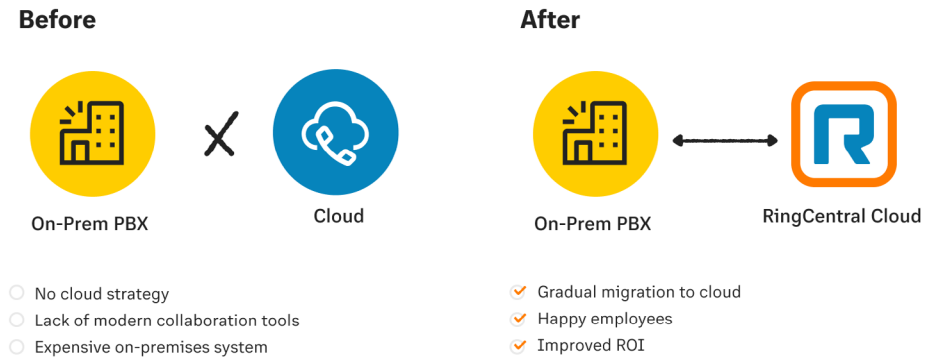 Before
On-Prem PBX
Cloud
No cloud strategy
Lack of modern collaboration tools
Expensive on-premises system
After
On-Prem PBX
R
RingCentral Cloud
Gradual migration to cloud
Happy employees
Improved ROI